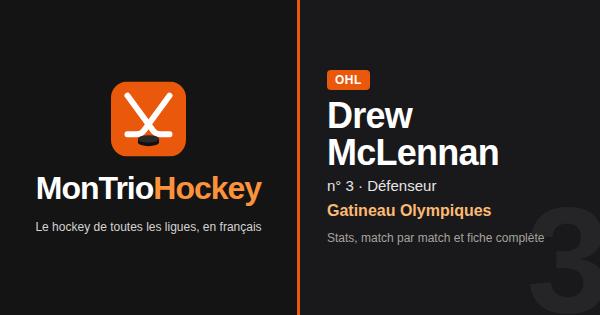 MonTrioHockey
Le hockey de toutes les ligues, en français
OHL
Drew
McLennan
n° 3 · Défenseur
Gatineau Olympiques
Stats, match par match et fiche complète
3